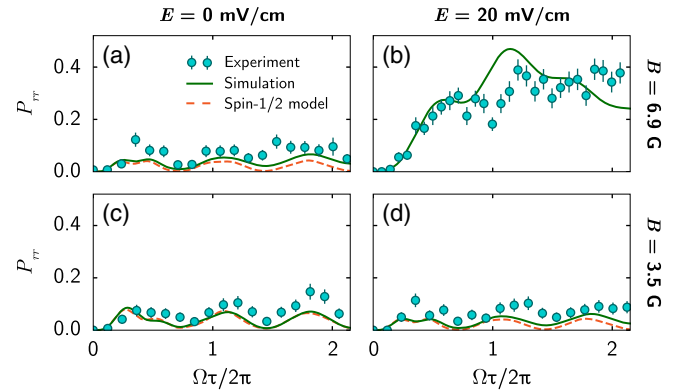 E = 0 mV/cm
E = 20 mV/cm
(a)
Experiment
Simulation
Spin-1/2 model
(b)
B = 6.9 G
P_rr
0.4
0.2
0.0
(c)
(d)
B = 3.5 G
P_rr
0.4
0.2
0.0
0
1
2
0
1
2
Ωτ/2π
Ωτ/2π